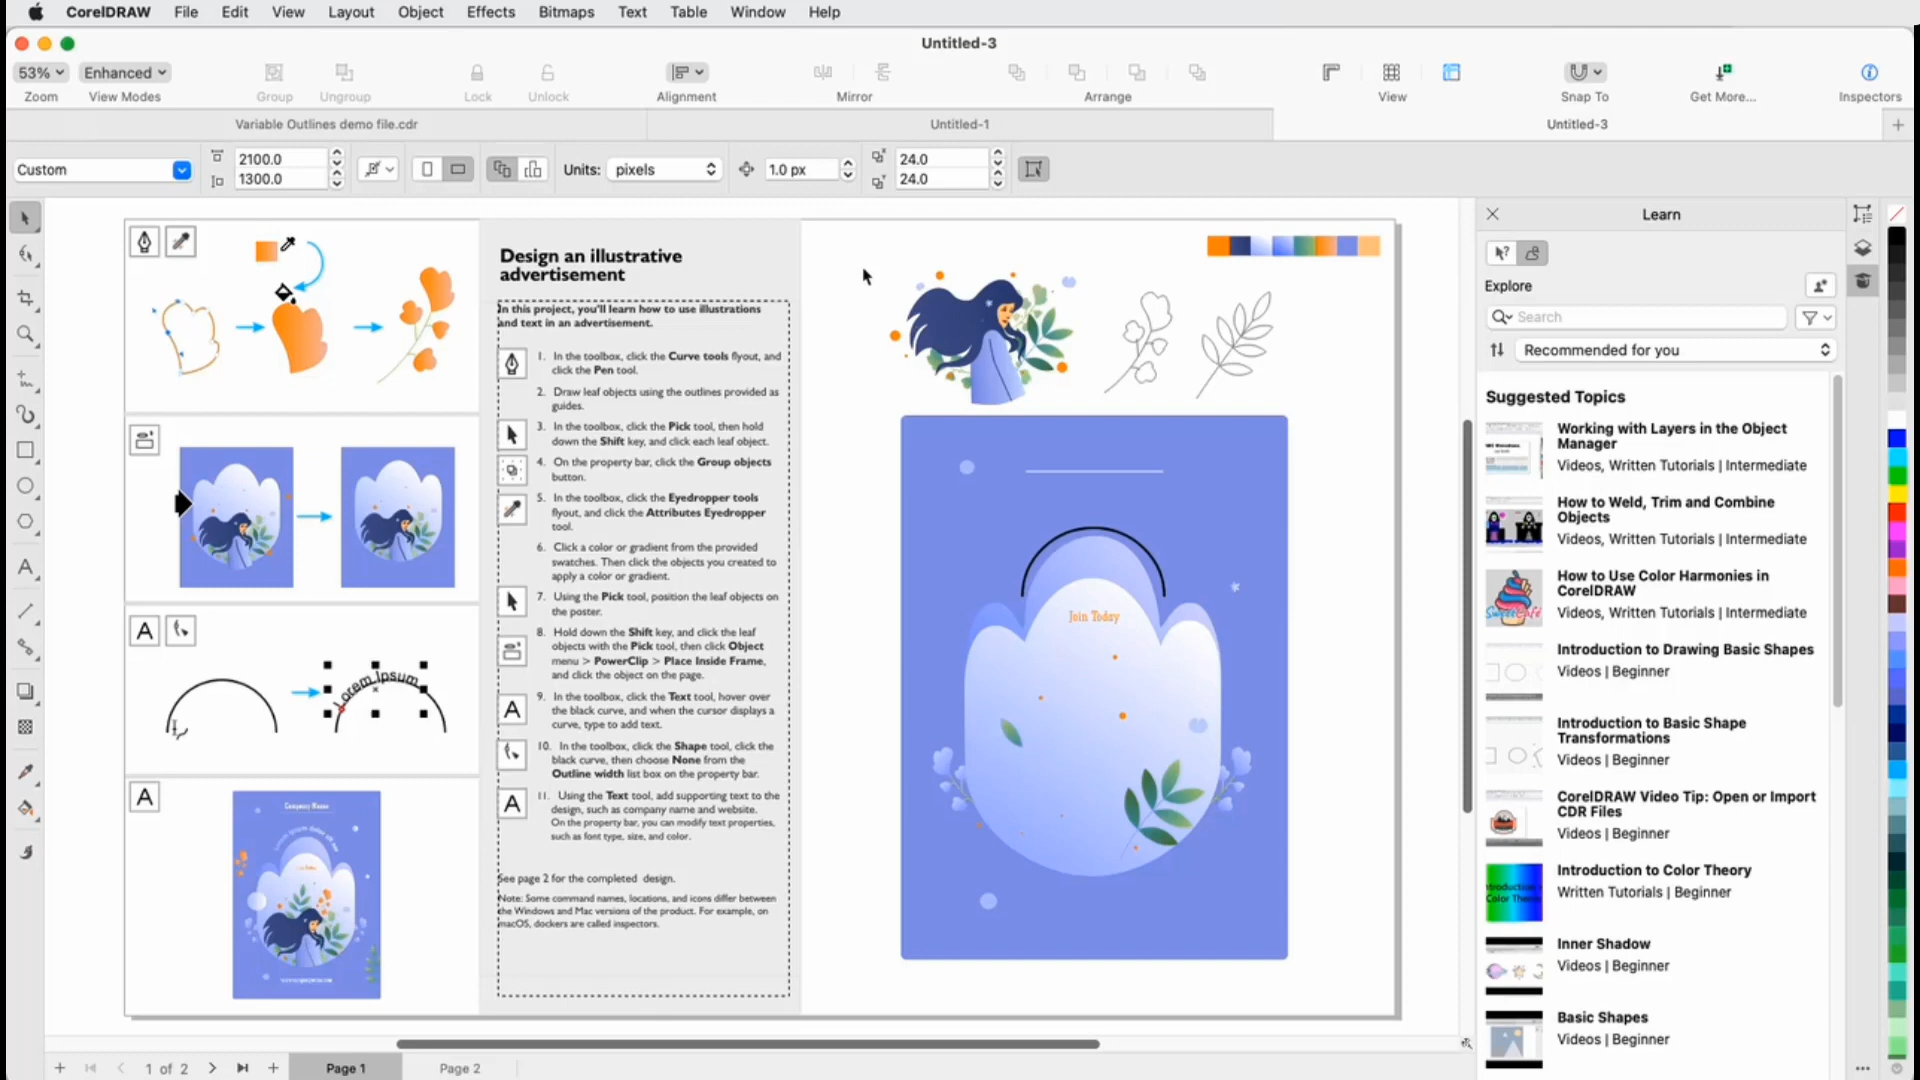 CorelDRAW File Edit View Layout Object Effects Bitmaps Text Table Window Help
Untitled-3
53% Enhanced
Zoom View Modes Group Ungroup Lock Unlock Alignment Mirror Arrange View Snap To Get More... Inspectors
Variable Outlines demo file.cdr Untitled-1 Untitled-3
Custom 2100.0 1300.0 Units: pixels 1.0 px 24.0 24.0
Design an illustrative
advertisement
In this project, you'll learn how to use illustrations
and text in an advertisement.
1. In the toolbox, click the Curve tools flyout, and
click the Pen tool.
2. Draw leaf objects using the outlines provided as
guides.
3. In the toolbox, click the Pick tool, then hold
down the Shift key, and click each leaf object.
4. On the property bar, click the Group objects
button.
5. In the toolbox, click the Eyedropper tools
flyout, and click the Attributes Eyedropper
tool.
6. Click a color or gradient from the provided
swatches. Then click the objects you created to
apply a color or gradient.
7. Using the Pick tool, position the leaf objects on
the poster.
8. Hold down the Shift key, and click the leaf
objects with the Pick tool, then click Object
menu > PowerClip > Place Inside Frame,
and click the object on the page.
9. In the toolbox, click the Text tool, hover over
the black curve, and when the cursor displays a
curve, type to add text.
10. In the toolbox, click the Shape tool, click the
black curve, then choose None from the
Outline width list box on the property bar.
11. Using the Text tool, add supporting text to the
design, such as company name and website.
On the property bar, you can modify text properties,
such as font type, size, and color.
See page 2 for the completed design.
Note: Some command names, locations, and icons differ between
the Windows and Mac versions of the product. For example, on
macOS, dockers are called inspectors.
A
Lorem Ipsum
A
Company Name
A
A
Join Today
Learn
Explore
Search
Recommended for you
Suggested Topics
Working with Layers in the Object
Manager
Videos, Written Tutorials | Intermediate
How to Weld, Trim and Combine
Objects
Videos, Written Tutorials | Intermediate
How to Use Color Harmonies in
CorelDRAW
Videos, Written Tutorials | Intermediate
Introduction to Drawing Basic Shapes
Videos | Beginner
Introduction to Basic Shape
Transformations
Videos | Beginner
CorelDRAW Video Tip: Open or Import
CDR Files
Videos | Beginner
Introduction to Color Theory
Written Tutorials | Beginner
Inner Shadow
Videos | Beginner
Basic Shapes
Videos | Beginner
1 of 2 Page 1 Page 2